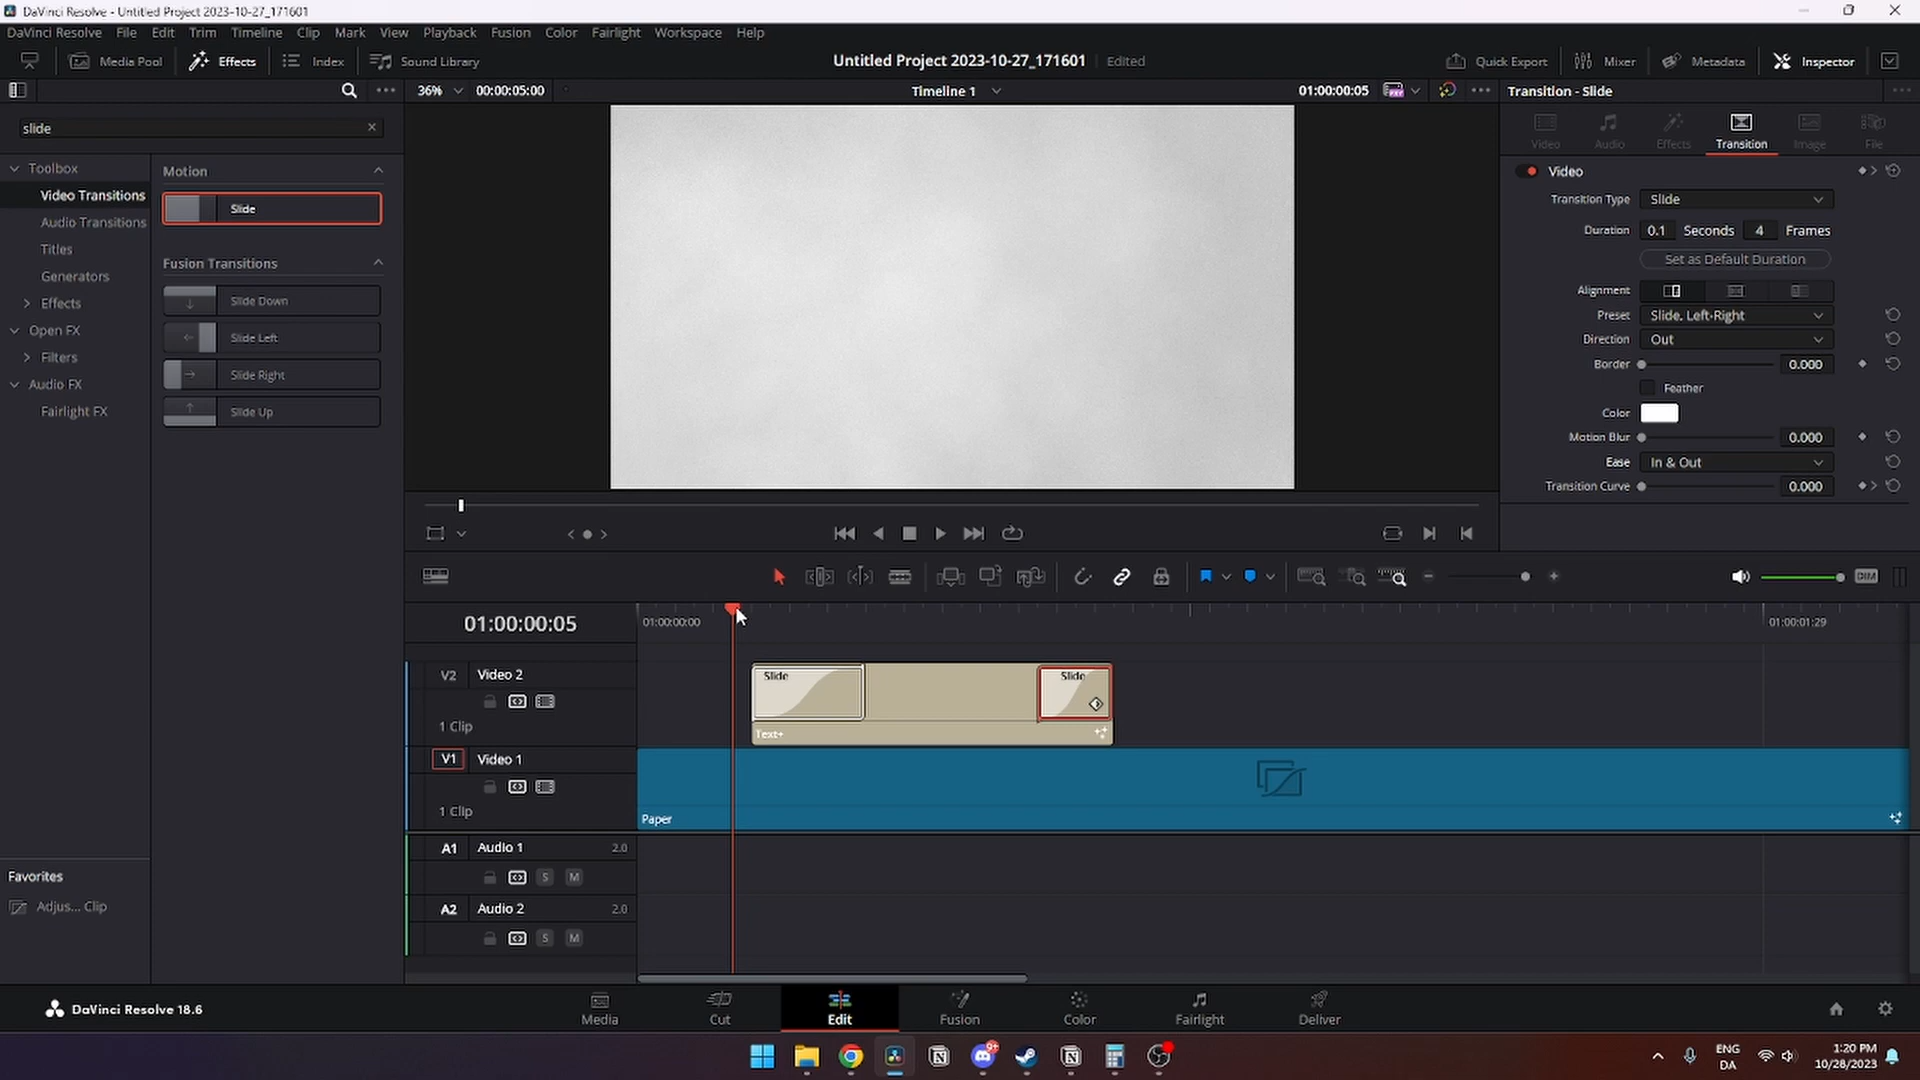 DaVinci Resolve - Untitled Project 2023-10-27_171601
DaVinci Resolve File Edit Trim Timeline Clip Mark View Playback Fusion Color Fairlight Workspace Help
Media Pool Effects Index Sound Library Untitled Project 2023-10-27_171601 Edited Quick Export Mixer Metadata Inspector
36% 00:00:05:00 Timeline 1 01:00:00:05 Transition - Slide
slide
Video Audio Effects Transition Image File
Toolbox
Video Transitions
Audio Transitions
Titles
Generators
Effects
Open FX
Filters
Audio FX
Fairlight FX
Motion
Slide
Fusion Transitions
Slide Down
Slide Left
Slide Right
Slide Up
Favorites
Adjus... Clip
Video
Transition Type Slide
Duration 0.1 Seconds 4 Frames
Set as Default Duration
Alignment
Preset Slide, Left-Right
Direction Out
Border 0.000
Feather
Color
Motion Blur 0.000
Ease In & Out
Transition Curve 0.000
DIM
01:00:00:05 01:00:00:00 01:00:01:29
V2 Video 2
1 Clip
Slide Slide
Text+
V1 Video 1
1 Clip
Paper
A1 Audio 1 2.0
S M
A2 Audio 2 2.0
S M
DaVinci Resolve 18.6
Media Cut Edit Fusion Color Fairlight Deliver
9+
ENG
DA
1:20 PM
10/28/2023